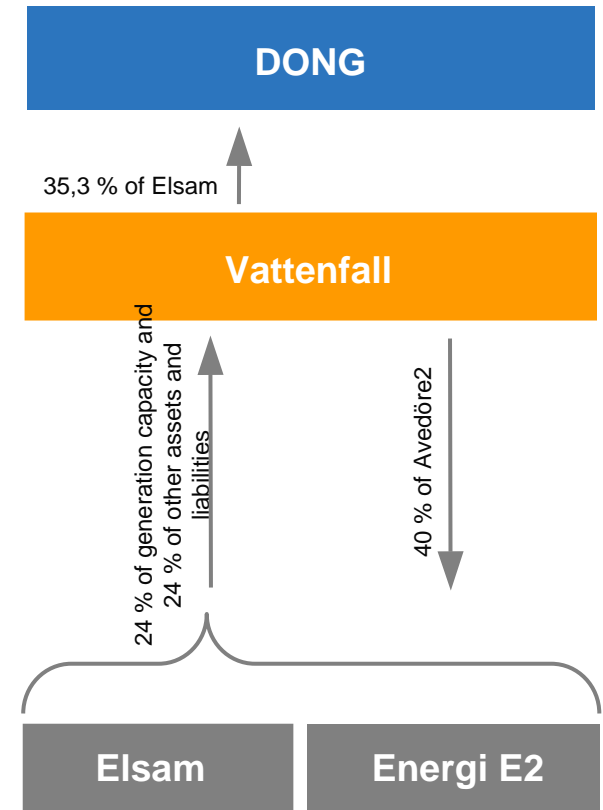 DONG
35,3 % of Elsam
Vattenfall
24 % of generation capacity and
24 % of other assets and
liabilities
40 % of Avedöre2
Elsam
Energi E2